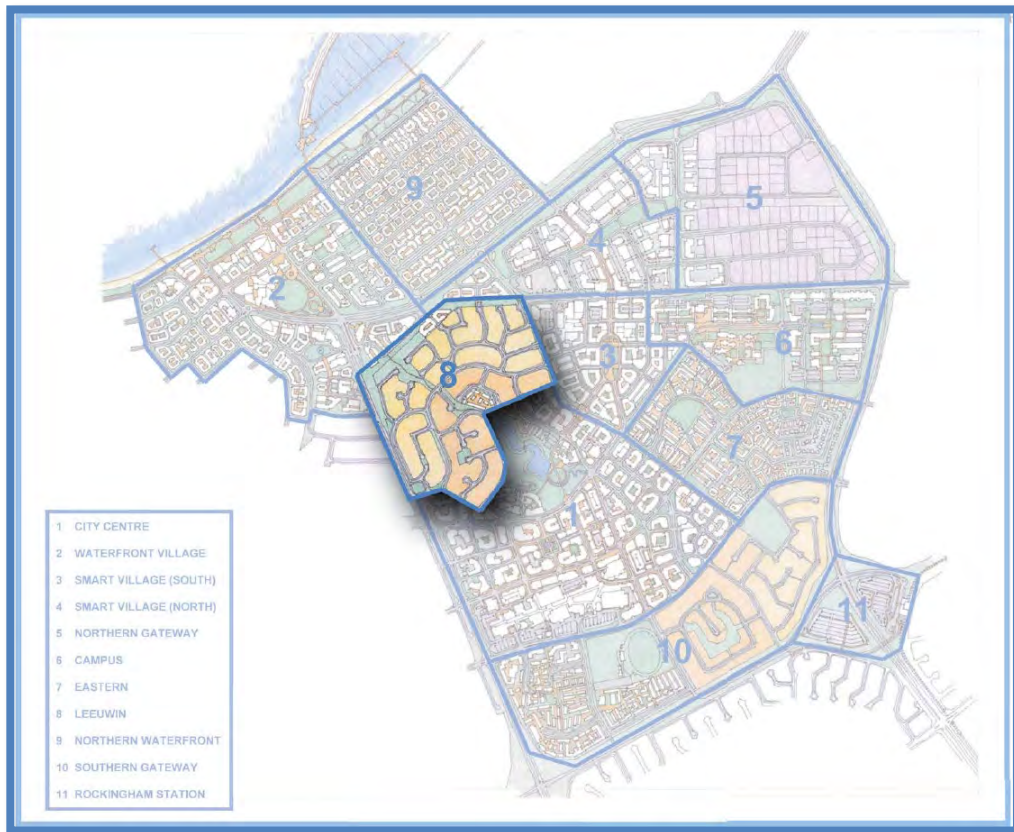 9
5
4
2
3
6
8
7
1
10
11
1 CITY CENTRE
2 WATERFRONT VILLAGE
3 SMART VILLAGE (SOUTH)
4 SMART VILLAGE (NORTH)
5 NORTHERN GATEWAY
6 CAMPUS
7 EASTERN
8 LEEUWIN
9 NORTHERN WATERFRONT
10 SOUTHERN GATEWAY
11 ROCKINGHAM STATION